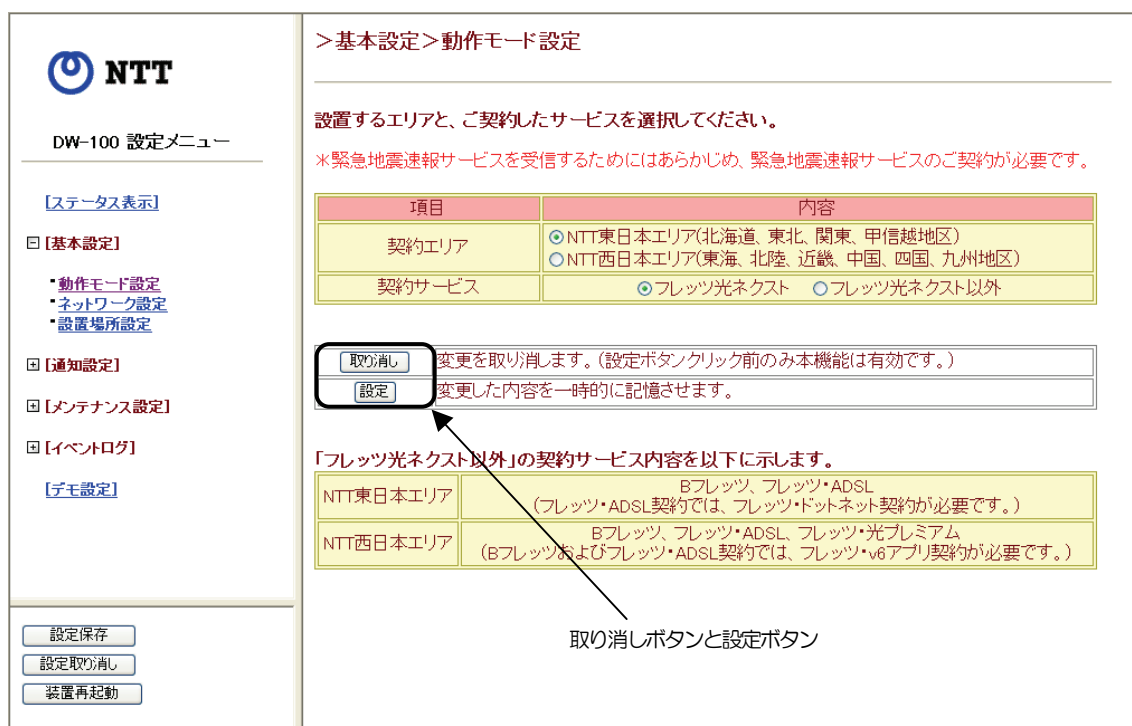 NTT
DW-100 設定メニュー
[ステータス表示]
[基本設定]
動作モード設定
ネットワーク設定
設置場所設定
[通知設定]
[メンテナンス設定]
[イベントログ]
[デモ設定]
設定保存
設定取り消し
装置再起動
>基本設定>動作モード設定
設置するエリアと、ご契約したサービスを選択してください。
*緊急地震速報サービスを受信するためにはあらかじめ、緊急地震速報サービスのご契約が必要です。
項目 内容
契約エリア
NTT東日本エリア(北海道、東北、関東、甲信越地区)
NTT西日本エリア(東海、北陸、近畿、中国、四国、九州地区)
契約サービス フレッツ光ネクスト フレッツ光ネクスト以外
取り消し 変更を取り消します。(設定ボタンクリック前のみ本機能は有効です。)
設定 変更した内容を一時的に記憶させます。
「フレッツ光ネクスト以外」の契約サービス内容を以下に示します。
NTT東日本エリア
Bフレッツ、フレッツ・ADSL
(フレッツ・ADSL契約では、フレッツ・ドットネット契約が必要です。)
NTT西日本エリア
Bフレッツ、フレッツ・ADSL、フレッツ・光プレミアム
(Bフレッツおよびフレッツ・ADSL契約では、フレッツ・v6アプリ契約が必要です。)
取り消しボタンと設定ボタン